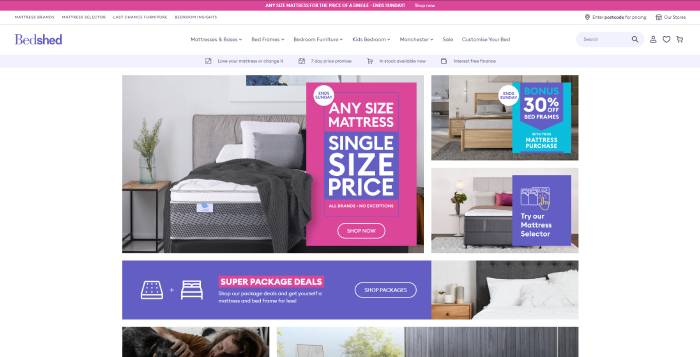 ANY SIZE MATTRESS FOR THE PRICE OF A SINGLE - ENDS SUNDAY! Shop now
MATTRESS BRANDS MATTRESS SELECTOR LAST CHANCE FURNITURE BEDROOM INSIGHTS
Enter postcode for pricing Our Stores
Bedshed
Mattresses & Bases Bed Frames Bedroom Furniture Kids Bedroom Manchester Sale Customise Your Bed
Search
Love your mattress or change it 7 day price promise In stock available now Interest free finance
ENDS
SUNDAY
ANY SIZE
MATTRESS
SINGLE
SIZE
PRICE
ALL BRANDS • NO EXCEPTIONS
SHOP NOW
ENDS
SUNDAY
BONUS
30% OFF
BED FRAMES
WITH YOUR
MATTRESS
PURCHASE
Try our
Mattress
Selector
SUPER PACKAGE DEALS
Shop our package deals and get yourself a
mattress and bed frame for less!
SHOP PACKAGES